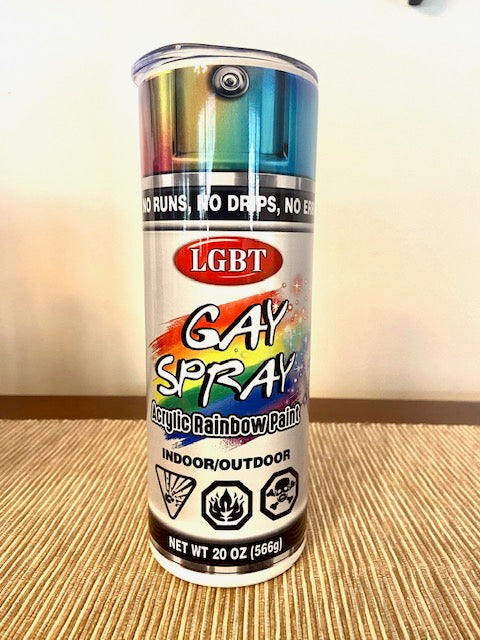 NO RUNS, NO DRIPS, NO
LGBT
GAY
SPRAY
Acrylic Rainbow Paint
INDOOR/OUTDOOR
NET WT 20 OZ (566g)